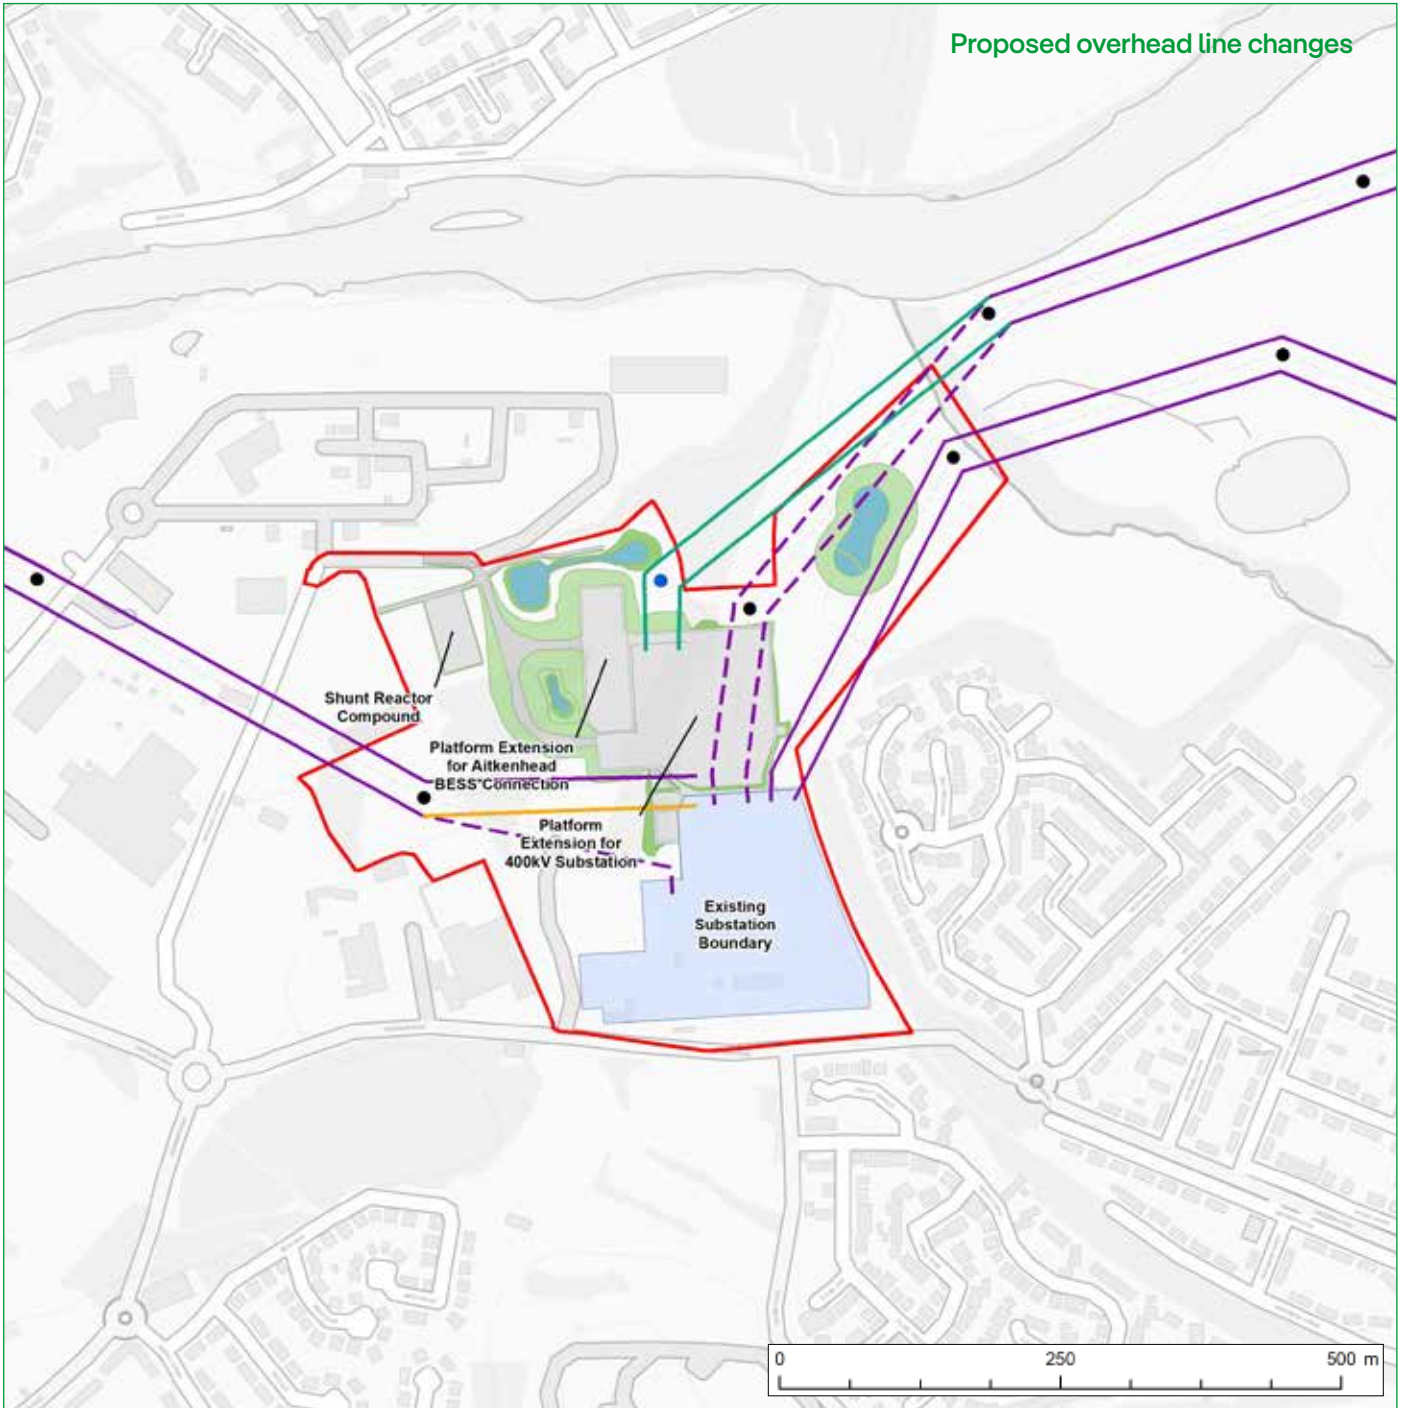 Proposed overhead line changes
Shunt Reactor
Compound
Platform Extension
for Aitkenhead
BESS Connection
Platform
Extension for
400kV Substation
Existing
Substation
Boundary
0 250 500 m